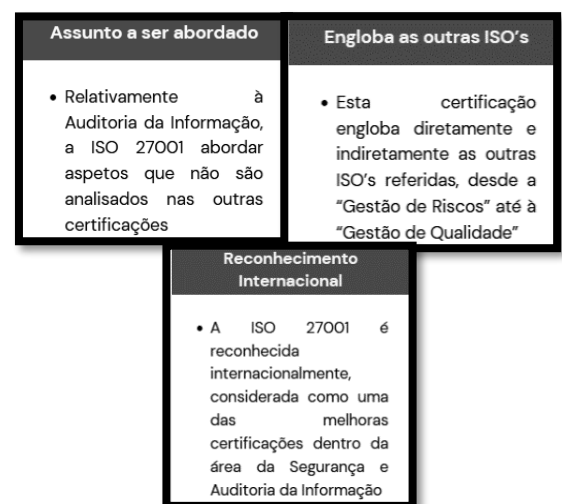 Assunto a ser abordado
• Relativamente à
Auditoria da Informação,
a ISO 27001 abordar
aspetos que não são
analisados nas outras
certificações
Engloba as outras ISO's
• Esta certificação
engloba diretamente e
indiretamente as outras
ISO's referidas, desde a
“Gestão de Riscos” até à
“Gestão de Qualidade”
Reconhecimento
Internacional
• A ISO 27001 é
reconhecida
internacionalmente,
considerada como uma
das melhoras
certificações dentro da
área da Segurança e
Auditoria da Informação